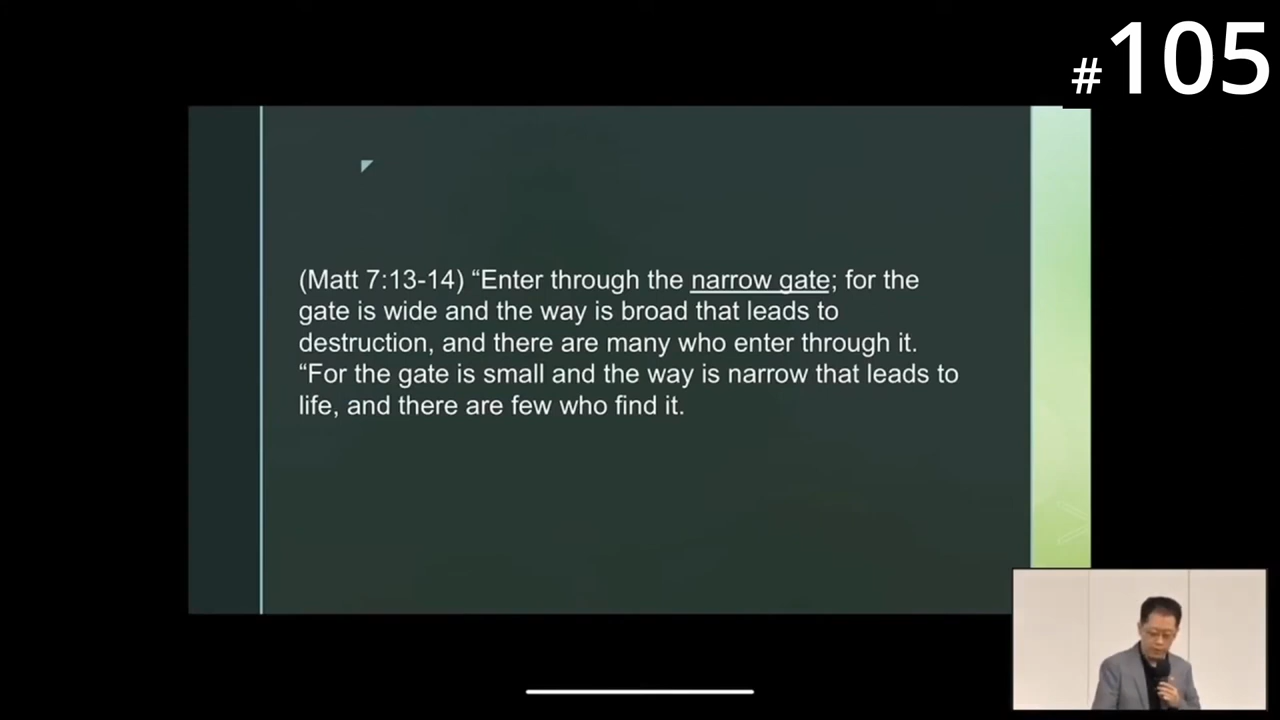 #105
(Matt 7:13-14) “Enter through the narrow gate; for the
gate is wide and the way is broad that leads to
destruction, and there are many who enter through it.
“For the gate is small and the way is narrow that leads to
life, and there are few who find it.